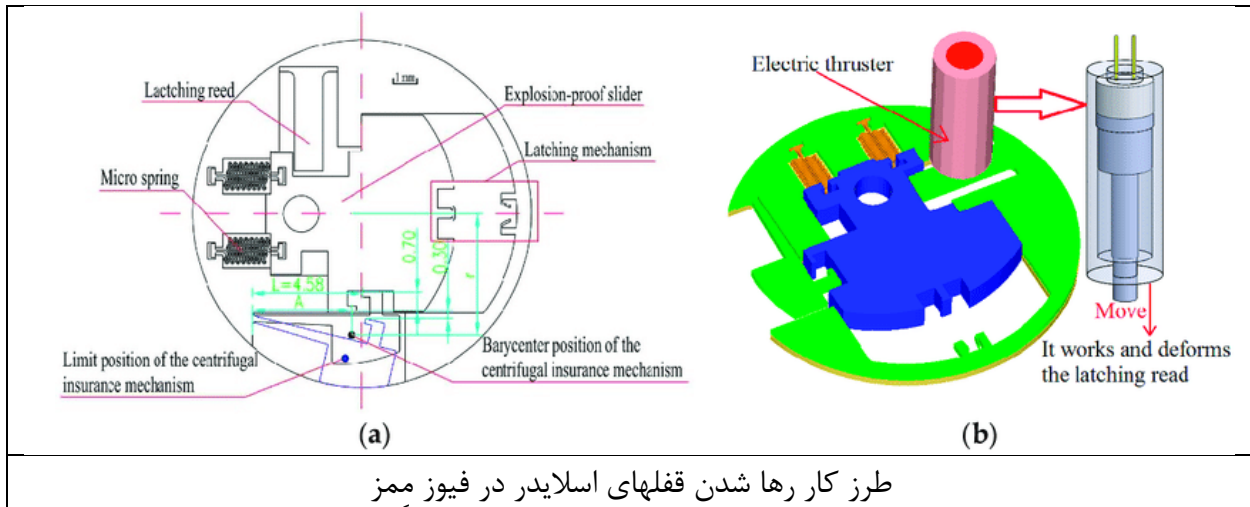 Lactching reed
1 mm
Explosion-proof slider
Latching mechanism
Micro spring
0.70
0.30
r
L=4.58
A
Limit position of the centrifugal
insurance mechanism
Barycenter position of the
centrifugal insurance mechanism
(a)
Electric thruster
Move
It works and deforms
the latching read
(b)
طرز کار رها شدن قفلهای اسلایدر در فیوز ممز